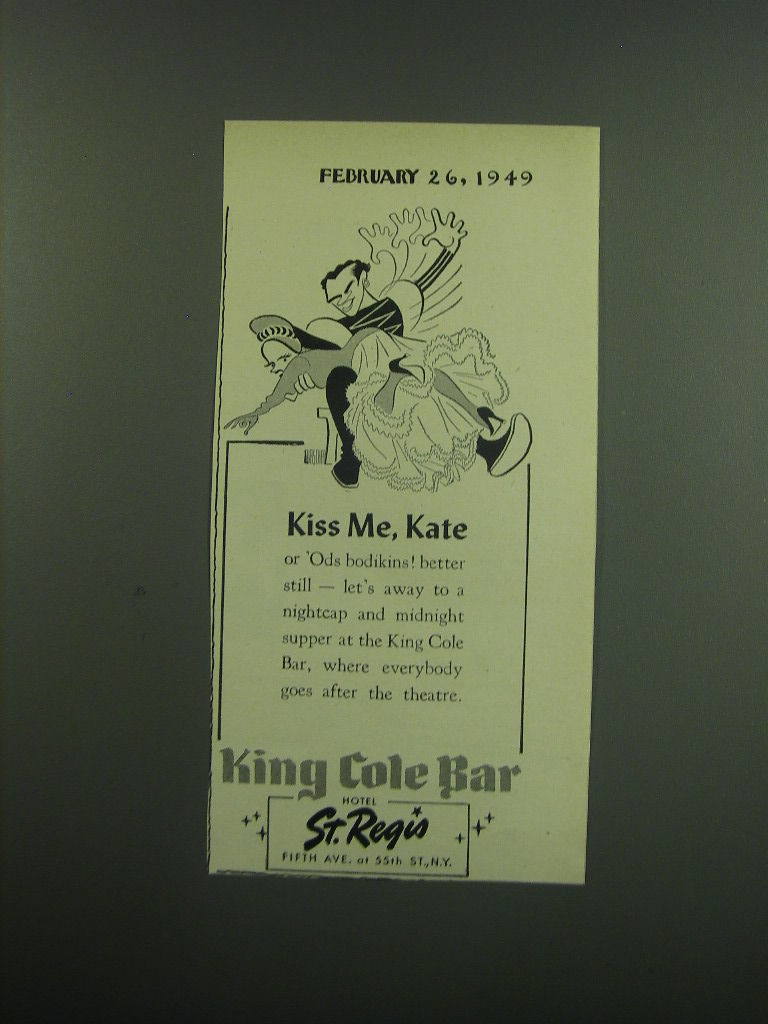 FEBRUARY 26, 1949
Kiss Me, Kate
or 'Ods bodikins! better
still — let's away to a
nightcap and midnight
supper at the King Cole
Bar, where everybody
goes after the theatre.
King Cole Bar
HOTEL
St. Regis
FIFTH AVE. at 55th ST., N.Y.